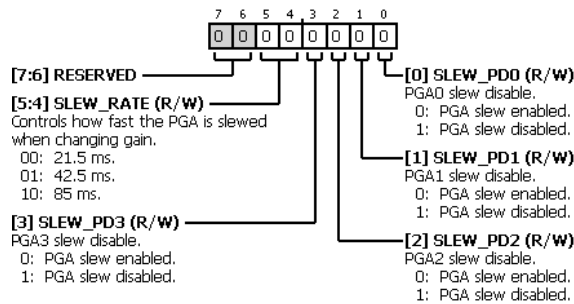 7 6 5 4 3 2 1 0
0 0 0 0 0 0 0 0
[7:6] RESERVED
[5:4] SLEW_RATE (R/W)
Controls how fast the PGA is slewed
when changing gain.
00: 21.5 ms.
01: 42.5 ms.
10: 85 ms.
[3] SLEW_PD3 (R/W)
PGA3 slew disable.
0: PGA slew enabled.
1: PGA slew disabled.
[0] SLEW_PD0 (R/W)
PGA0 slew disable.
0: PGA slew enabled.
1: PGA slew disabled.
[1] SLEW_PD1 (R/W)
PGA1 slew disable.
0: PGA slew enabled.
1: PGA slew disabled.
[2] SLEW_PD2 (R/W)
PGA2 slew disable.
0: PGA slew enabled.
1: PGA slew disabled.